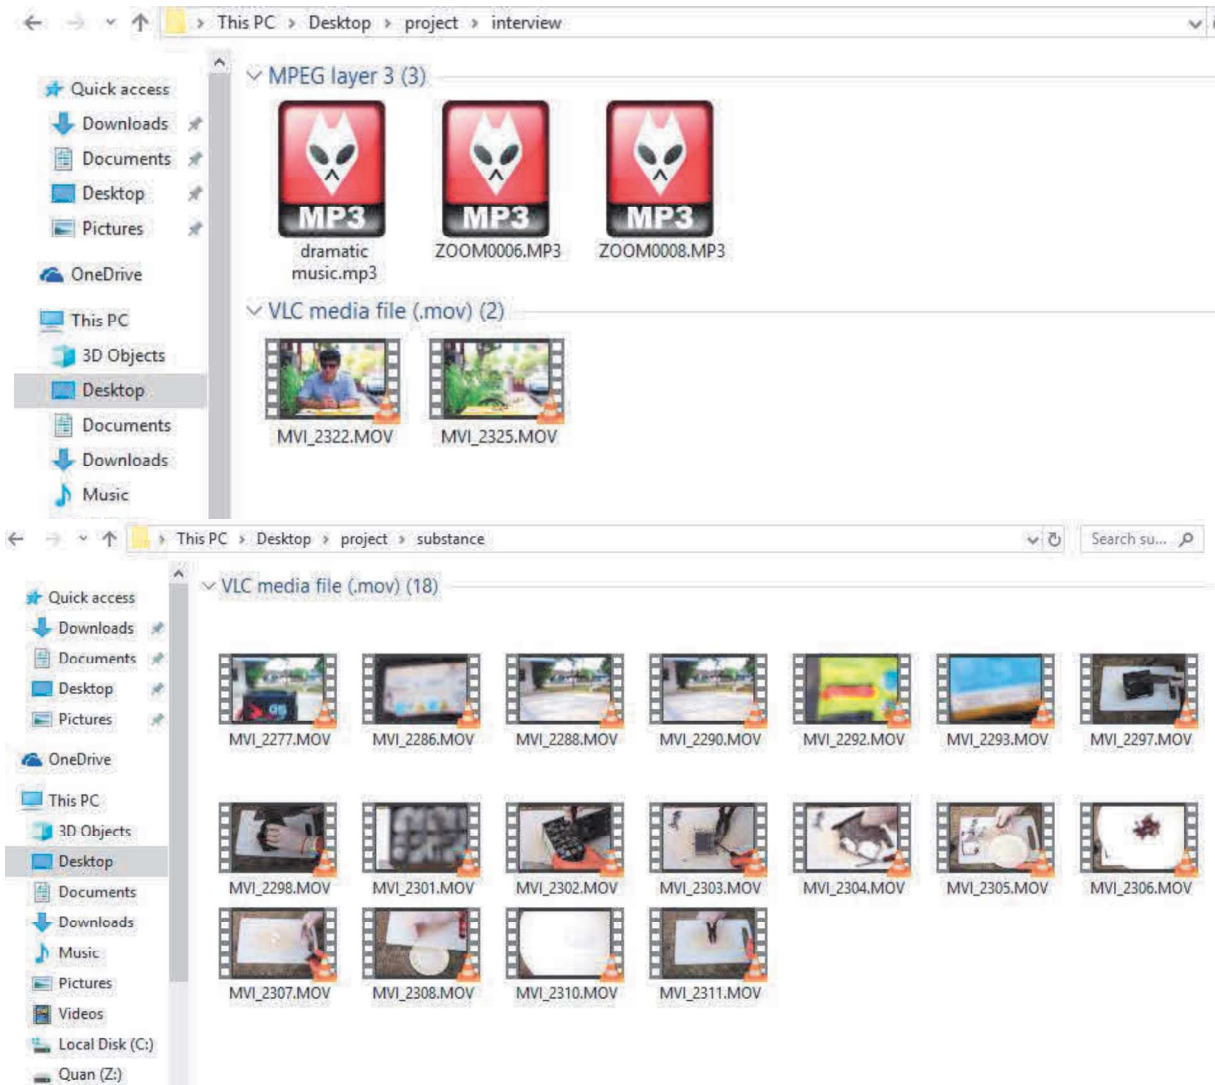 This PC > Desktop > project > interview
Quick access
Downloads
Documents
Desktop
Pictures
OneDrive
This PC
3D Objects
Desktop
Documents
Downloads
Music
MPEG layer 3 (3)
MP3 MP3 MP3
dramatic music.mp3
ZOOM0006.MP3
ZOOM0008.MP3
VLC media file (.mov) (2)
MVI_2322.MOV MVI_2325.MOV
This PC > Desktop > project > substance
Search su...
Quick access
Downloads
Documents
Desktop
Pictures
OneDrive
This PC
3D Objects
Desktop
Documents
Downloads
Music
Pictures
Videos
Local Disk (C:)
Quan (Z:)
VLC media file (.mov) (18)
MVI_2277.MOV MVI_2286.MOV MVI_2288.MOV MVI_2290.MOV MVI_2292.MOV MVI_2293.MOV MVI_2297.MOV
MVI_2298.MOV MVI_2301.MOV MVI_2302.MOV MVI_2303.MOV MVI_2304.MOV MVI_2305.MOV MVI_2306.MOV
MVI_2307.MOV MVI_2308.MOV MVI_2310.MOV MVI_2311.MOV